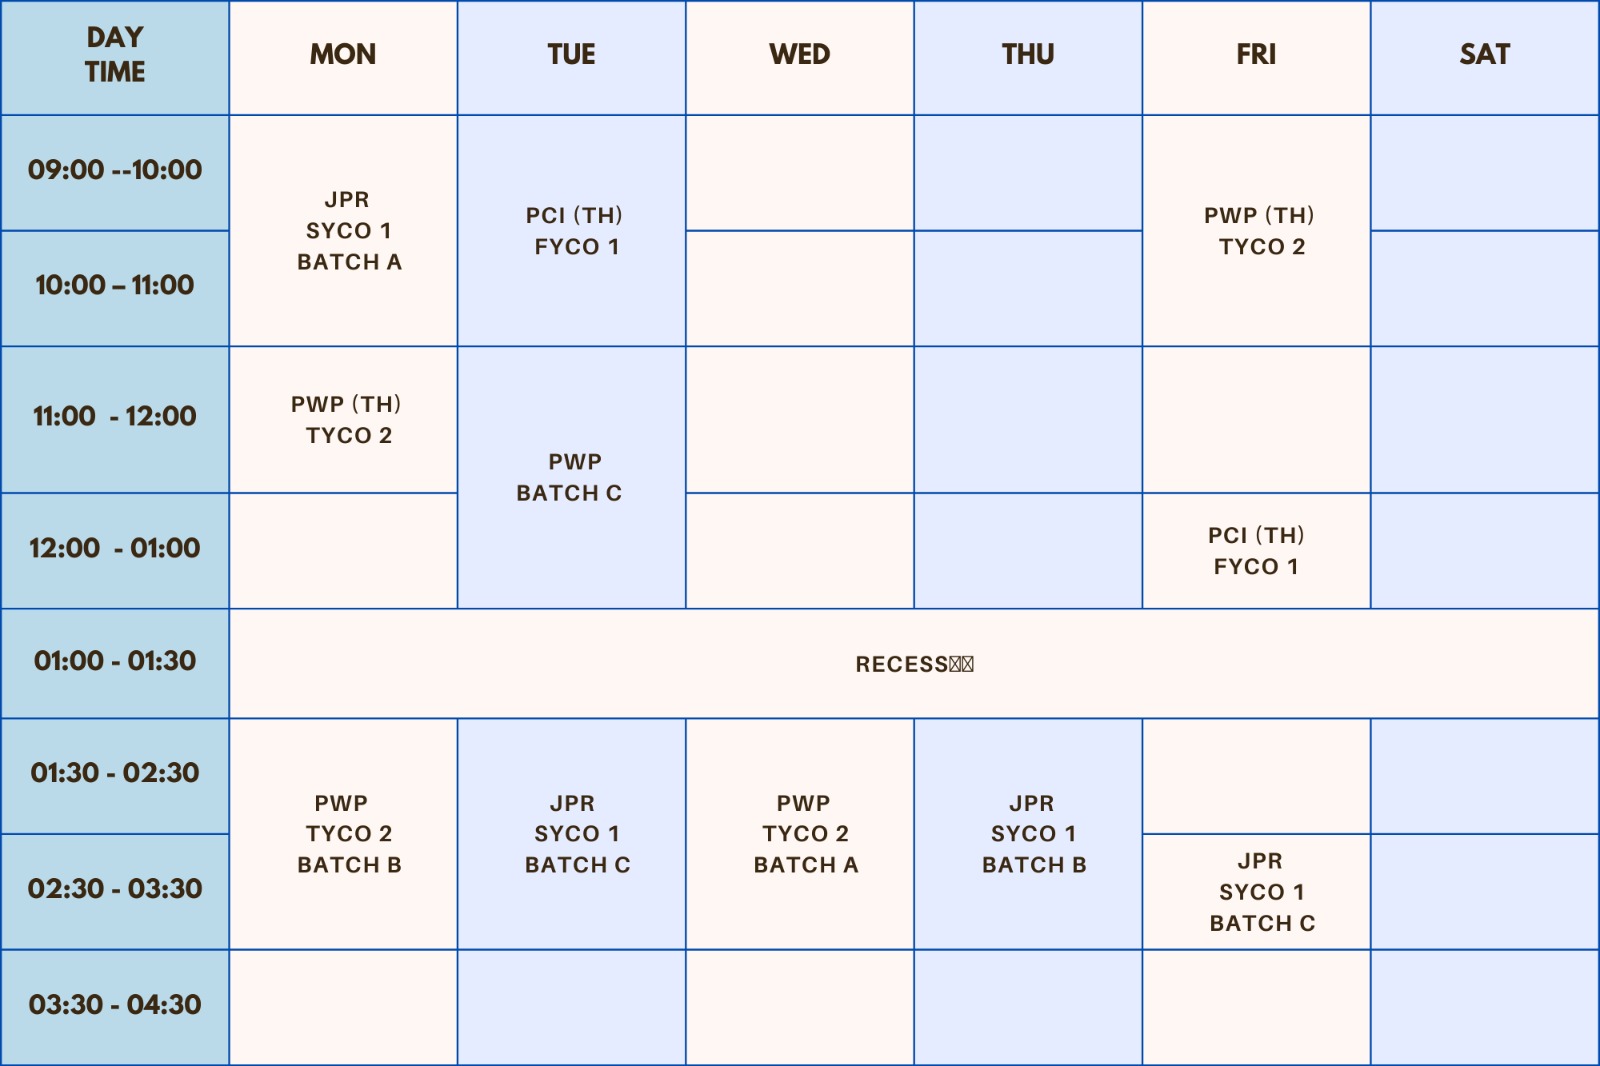 DAY
TIME
MON
TUE
WED
THU
FRI
SAT
09:00 --10:00
JPR
SYCO 1
BATCH A
PCI (TH)
FYCO 1
PWP (TH)
TYCO 2
10:00 – 11:00
11:00 - 12:00
PWP (TH)
TYCO 2
PWP
BATCH C
12:00 - 01:00
PCI (TH)
FYCO 1
01:00 - 01:30
RECESS
01:30 - 02:30
PWP
TYCO 2
BATCH B
JPR
SYCO 1
BATCH C
PWP
TYCO 2
BATCH A
JPR
SYCO 1
BATCH B
02:30 - 03:30
JPR
SYCO 1
BATCH C
03:30 - 04:30